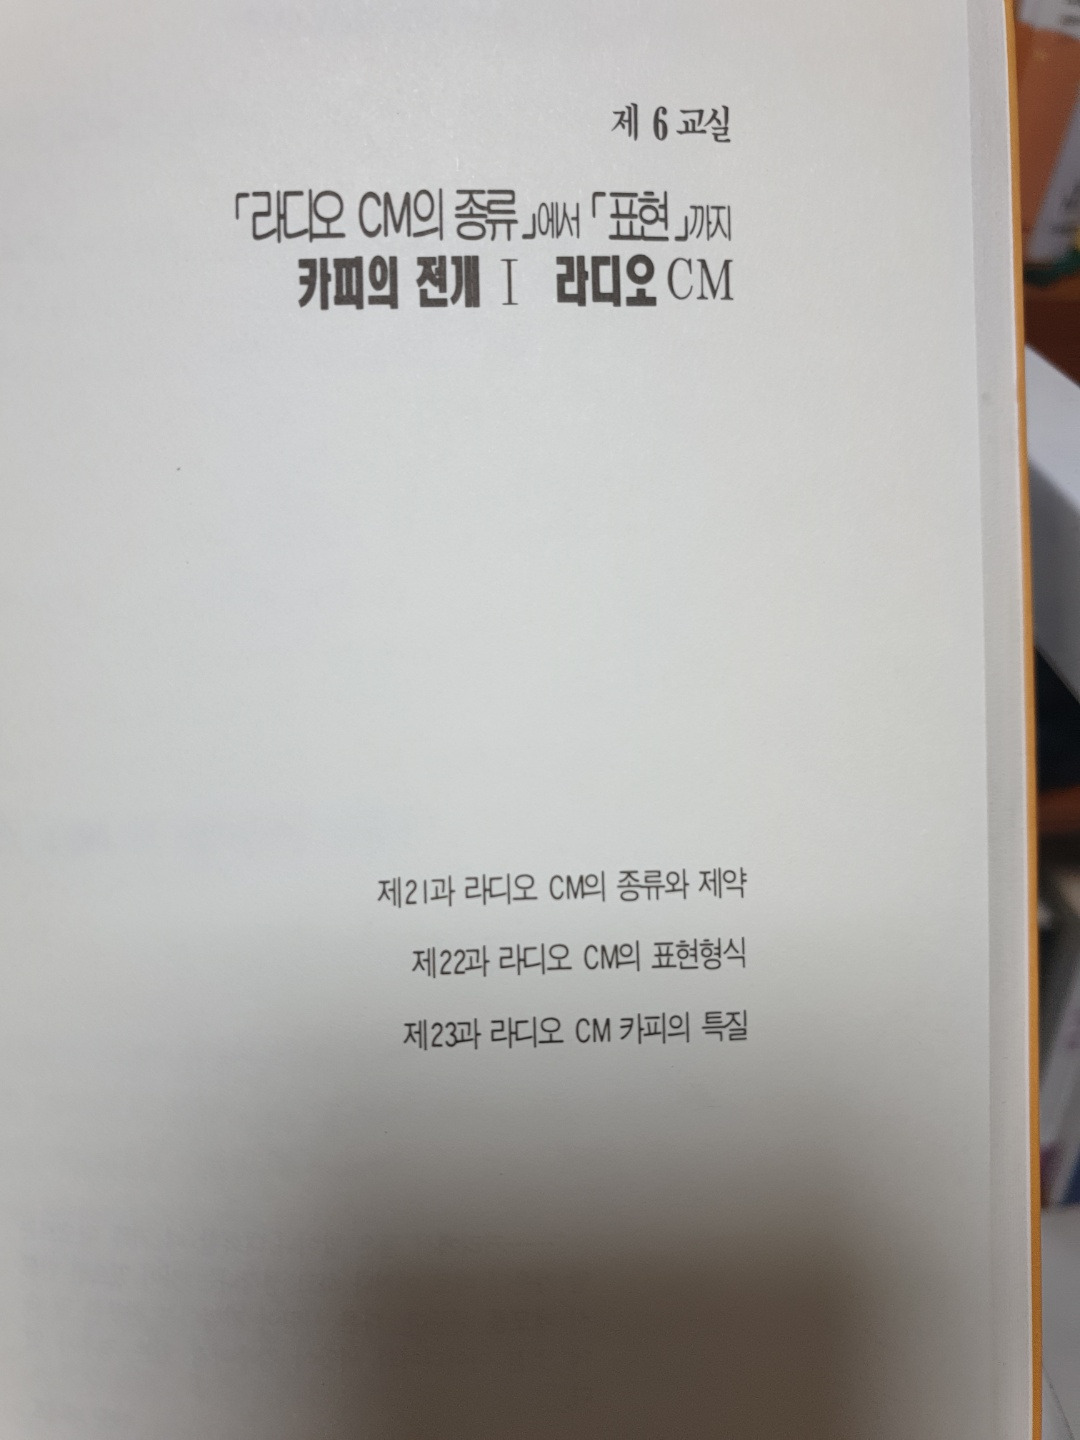 제 6 교실
「라디오 CM의 종류」에서 「표현」까지
카피의 전개 I 라디오 CM
제21과 라디오 CM의 종류와 제약
제22과 라디오 CM의 표현형식
제23과 라디오 CM 카피의 특질